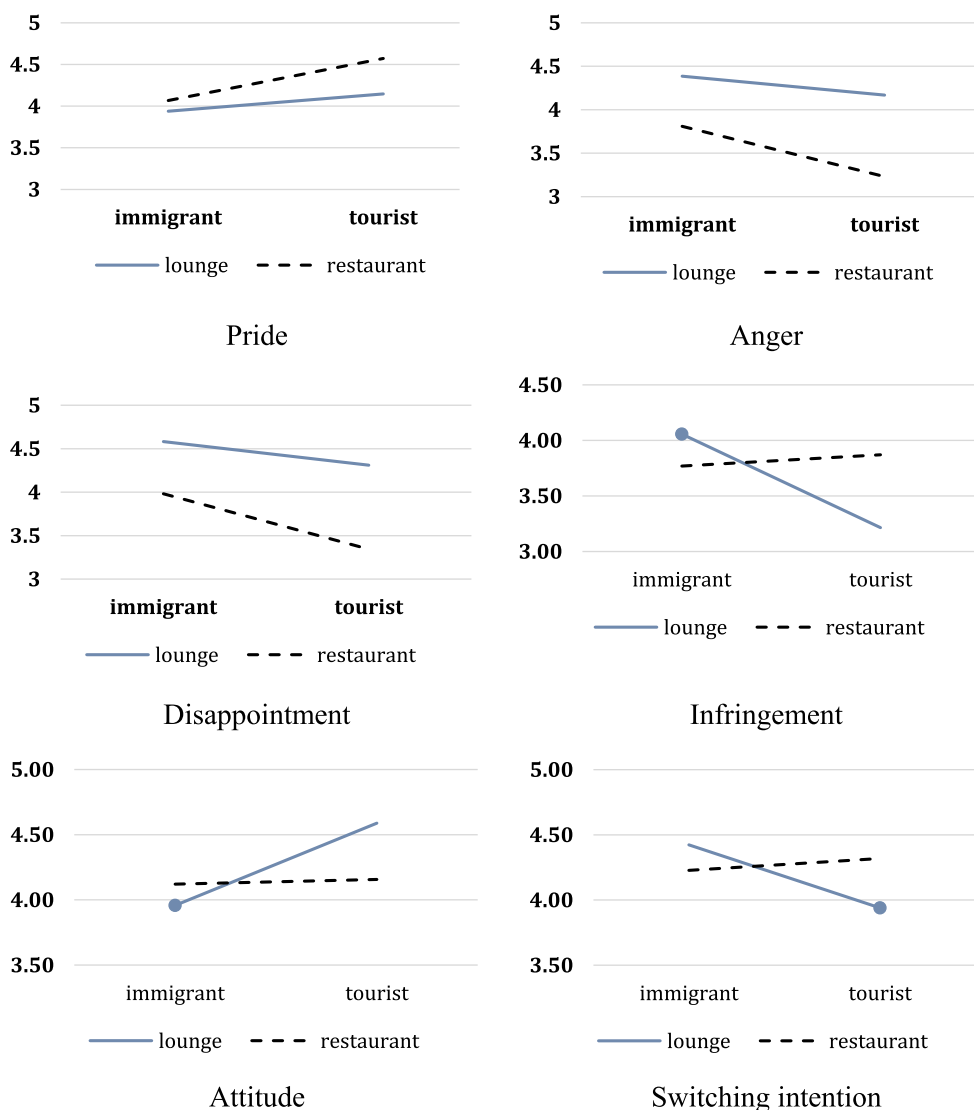 5
4.5
4
3.5
3
immigrant tourist
lounge restaurant
Pride
5
4.5
4
3.5
3
immigrant tourist
lounge restaurant
Anger
5
4.5
4
3.5
3
immigrant tourist
lounge restaurant
Disappointment
4.50
4.00
3.50
3.00
immigrant tourist
lounge restaurant
Infringement
5.00
4.50
4.00
3.50
immigrant tourist
lounge restaurant
Attitude
5.00
4.50
4.00
3.50
immigrant tourist
lounge restaurant
Switching intention